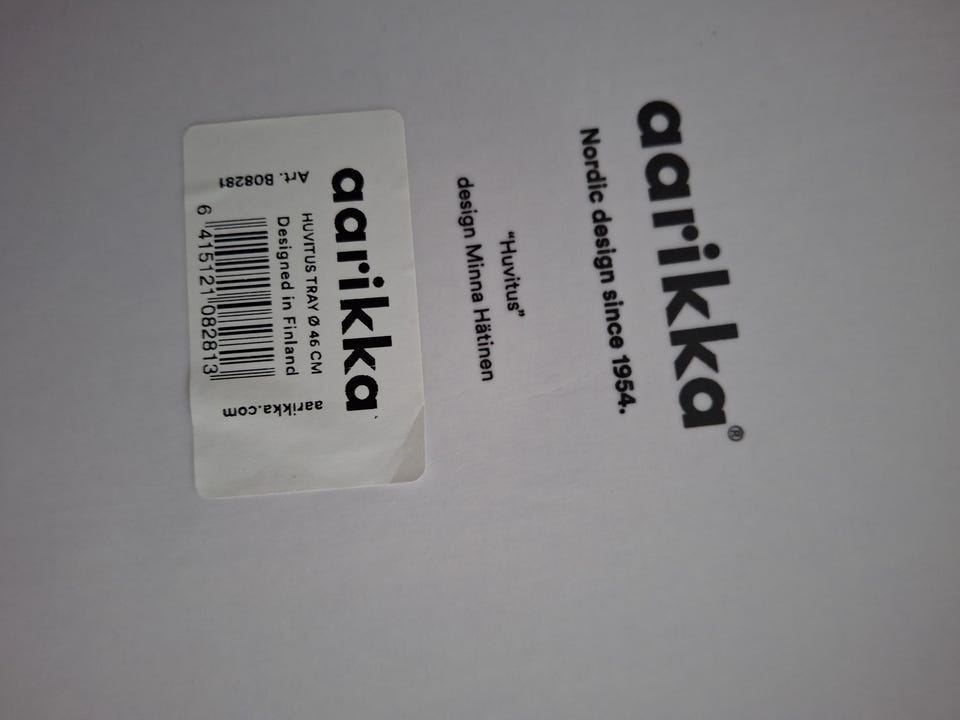 aarikka®
Nordic design since 1954.
“Huvitus”
design Minna Hätinen
aarikka
HUVITUS TRAY Ø 46 CM
Designed in Finland
Art. B08281
6 415121 082813
aarikka.com